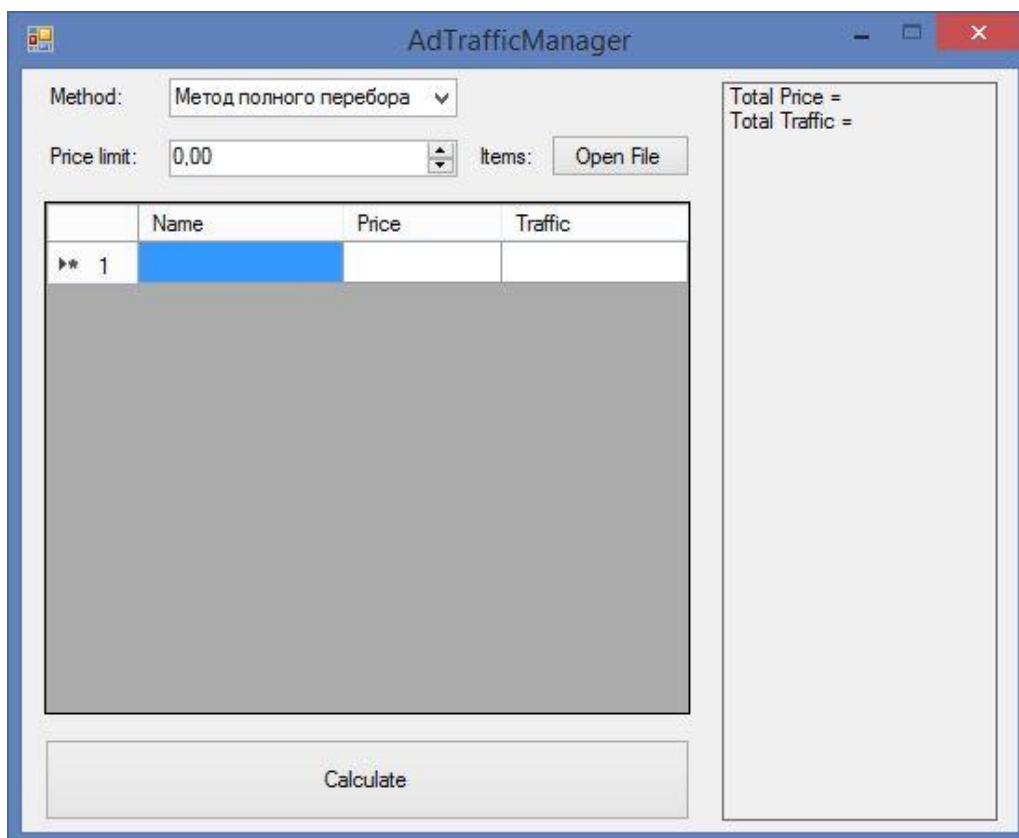 AdTrafficManager
Method: Метод полного перебора
Price limit: 0,00 Items: Open File
Name Price Traffic
1
Calculate
Total Price =
Total Traffic =